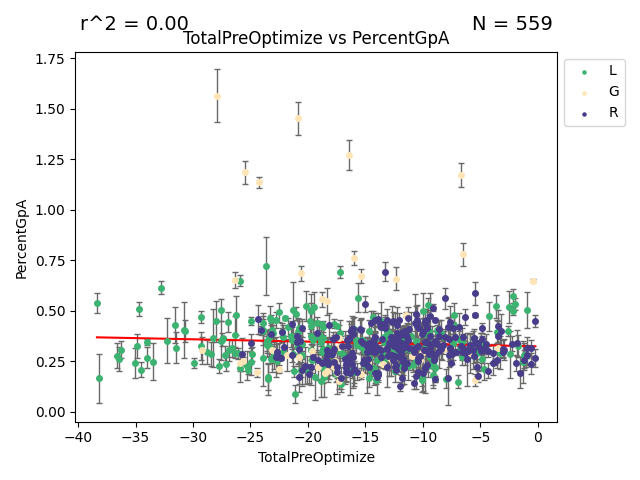 r^2 = 0.00
N = 559
TotalPreOptimize vs PercentGpA
L
G
R
PercentGpA
1.75
1.50
1.25
1.00
0.75
0.50
0.25
0.00
−40
−35
−30
−25
−20
−15
−10
−5
0
TotalPreOptimize